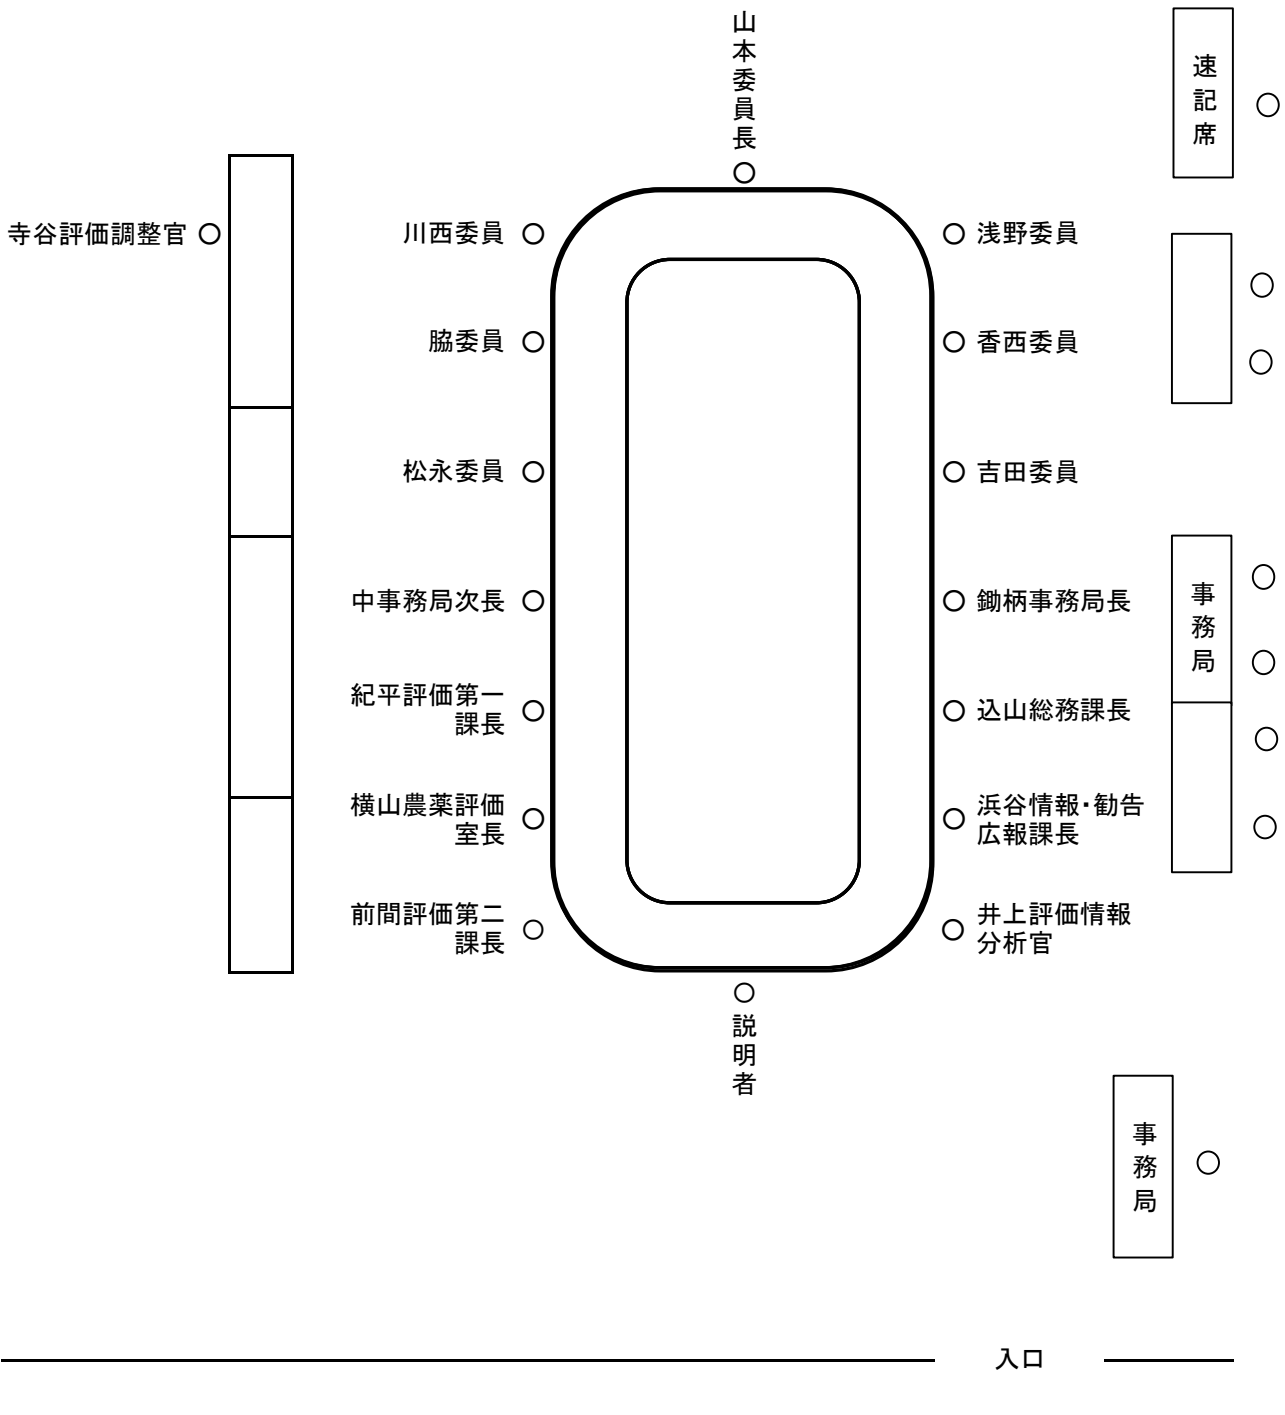 山本委員長
速記席
寺谷評価調整官
川西委員
浅野委員
脇委員
香西委員
松永委員
吉田委員
中事務局次長
鋤柄事務局長
事務局
紀平評価第一
課長
込山総務課長
横山農薬評価
室長
浜谷情報・勧告
広報課長
前間評価第二
課長
井上評価情報
分析官
説明者
事務局
入口